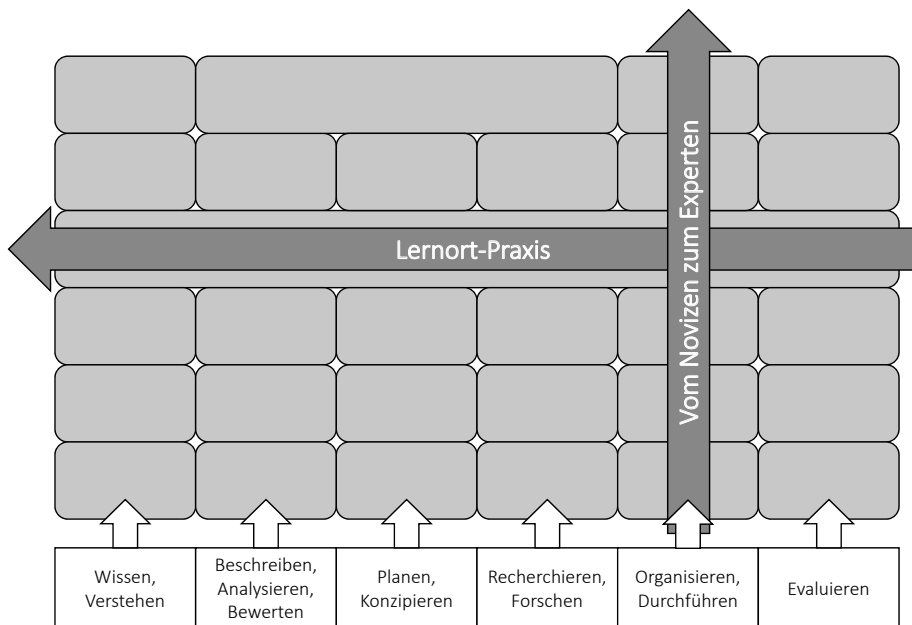 Vom Novizen zum Experten
Lernort-Praxis
Wissen,
Verstehen
Beschreiben,
Analysieren,
Bewerten
Planen,
Konzipieren
Recherchieren,
Forschen
Organisieren,
Durchführen
Evaluieren